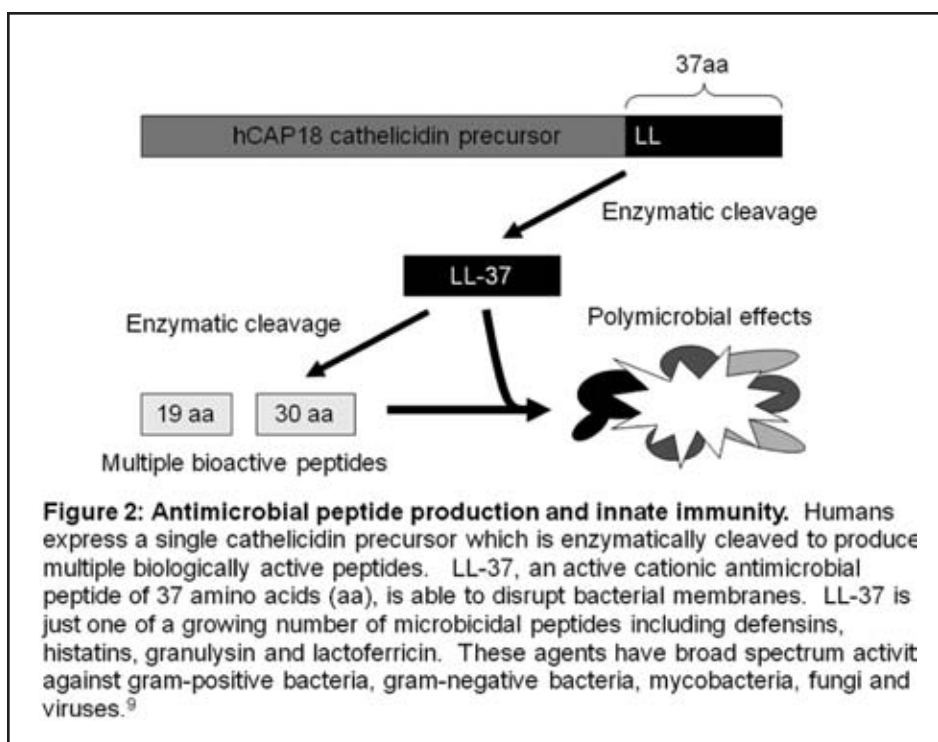 37aa
hCAP18 cathelicidin precursor LL
Enzymatic cleavage
LL-37
Enzymatic cleavage
Polymicrobial effects
19 aa 30 aa
Multiple bioactive peptides
Figure 2: Antimicrobial peptide production and innate immunity. Humans
express a single cathelicidin precursor which is enzymatically cleaved to produce
multiple biologically active peptides. LL-37, an active cationic antimicrobial
peptide of 37 amino acids (aa), is able to disrupt bacterial membranes. LL-37 is
just one of a growing number of microbicidal peptides including defensins,
histatins, granulysin and lactoferricin. These agents have broad spectrum activit
against gram-positive bacteria, gram-negative bacteria, mycobacteria, fungi and
viruses.⁹